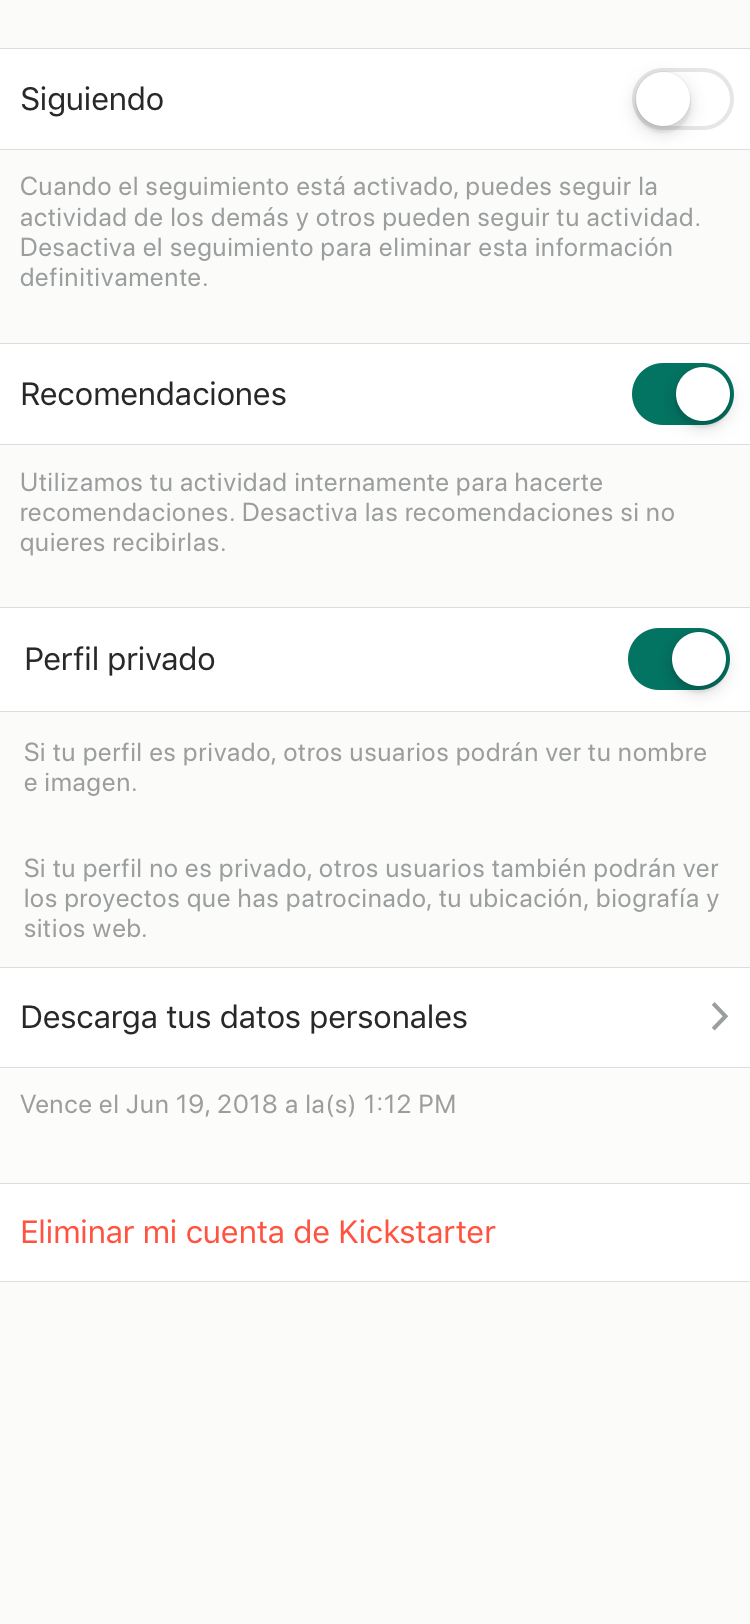 Siguiendo
Cuando el seguimiento está activado, puedes seguir la
actividad de los demás y otros pueden seguir tu actividad.
Desactiva el seguimiento para eliminar esta información
definitivamente.
Recomendaciones
Utilizamos tu actividad internamente para hacerte
recomendaciones. Desactiva las recomendaciones si no
quieres recibirlas.
Perfil privado
Si tu perfil es privado, otros usuarios podrán ver tu nombre
e imagen.
Si tu perfil no es privado, otros usuarios también podrán ver
los proyectos que has patrocinado, tu ubicación, biografía y
sitios web.
Descarga tus datos personales
Vence el Jun 19, 2018 a la(s) 1:12 PM
Eliminar mi cuenta de Kickstarter